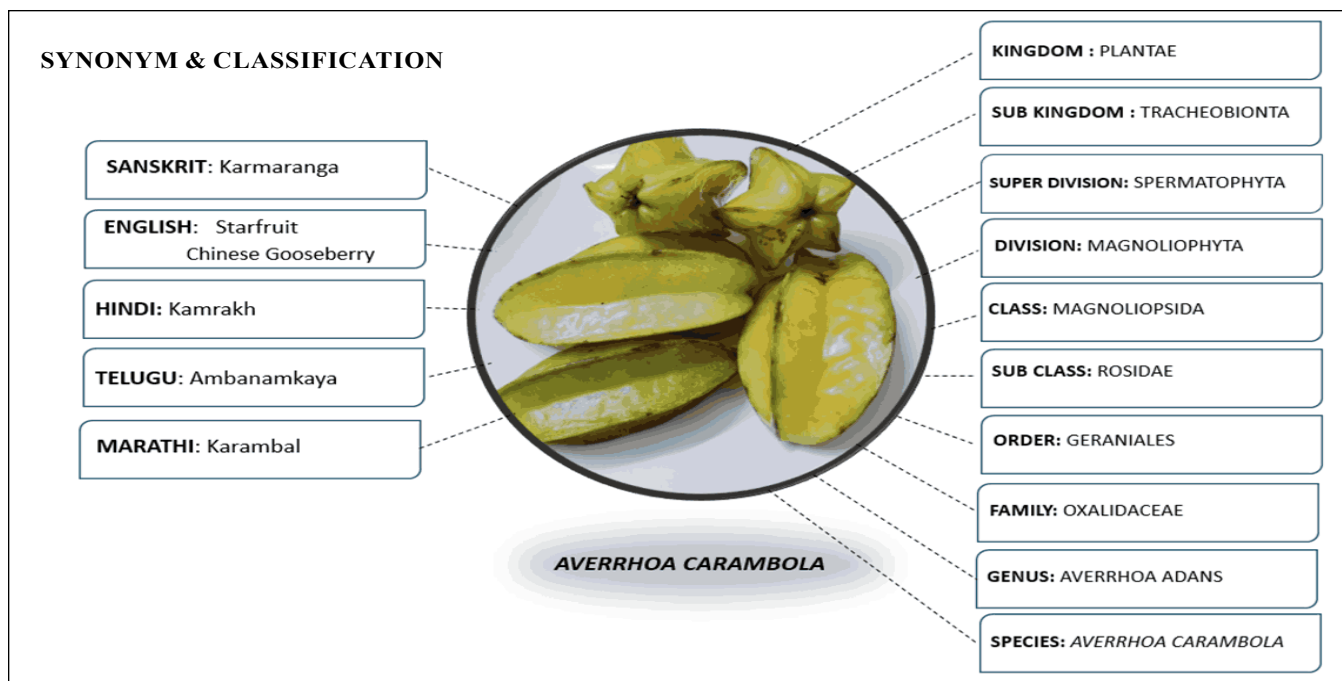 SYNONYM & CLASSIFICATION
SANSKRIT: Karmaranga
ENGLISH: Starfruit
Chinese Gooseberry
HINDI: Kamrakh
TELUGU: Ambanamkaya
MARATHI: Karambal
AVERRHOA CARAMBOLA
KINGDOM : PLANTAE
SUB KINGDOM : TRACHEOBIONTA
SUPER DIVISION: SPERMATOPHYTA
DIVISION: MAGNOLIOPHYTA
CLASS: MAGNOLIOPSIDA
SUB CLASS: ROSIDAE
ORDER: GERANIALES
FAMILY: OXALIDACEAE
GENUS: AVERRHOA ADANS
SPECIES: AVERRHOA CARAMBOLA